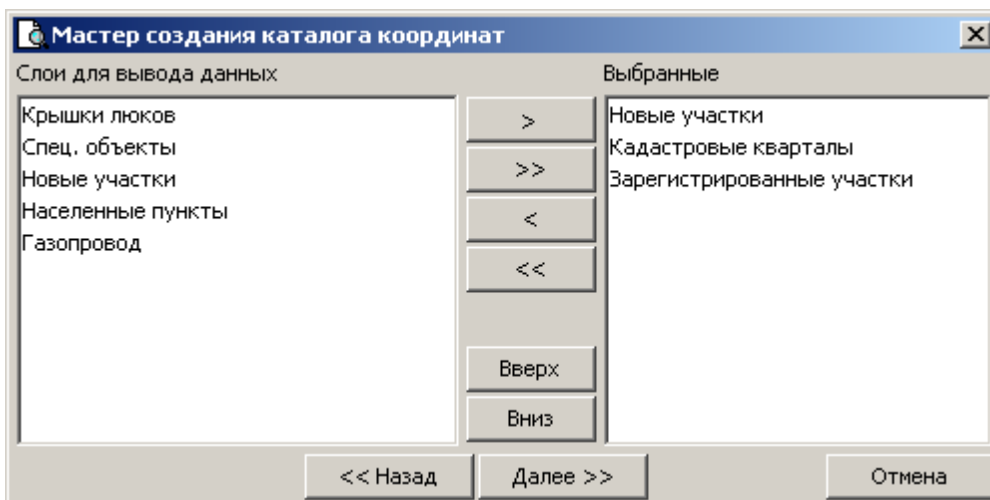 Мастер создания каталога координат
Слои для вывода данных
Выбранные
Крышки люков
Спец. объекты
Новые участки
Населенные пункты
Газопровод
>
>>
<
<<
Вверх
Вниз
Новые участки
Кадастровые кварталы
Зарегистрированные участки
<< Назад
Далее >>
Отмена